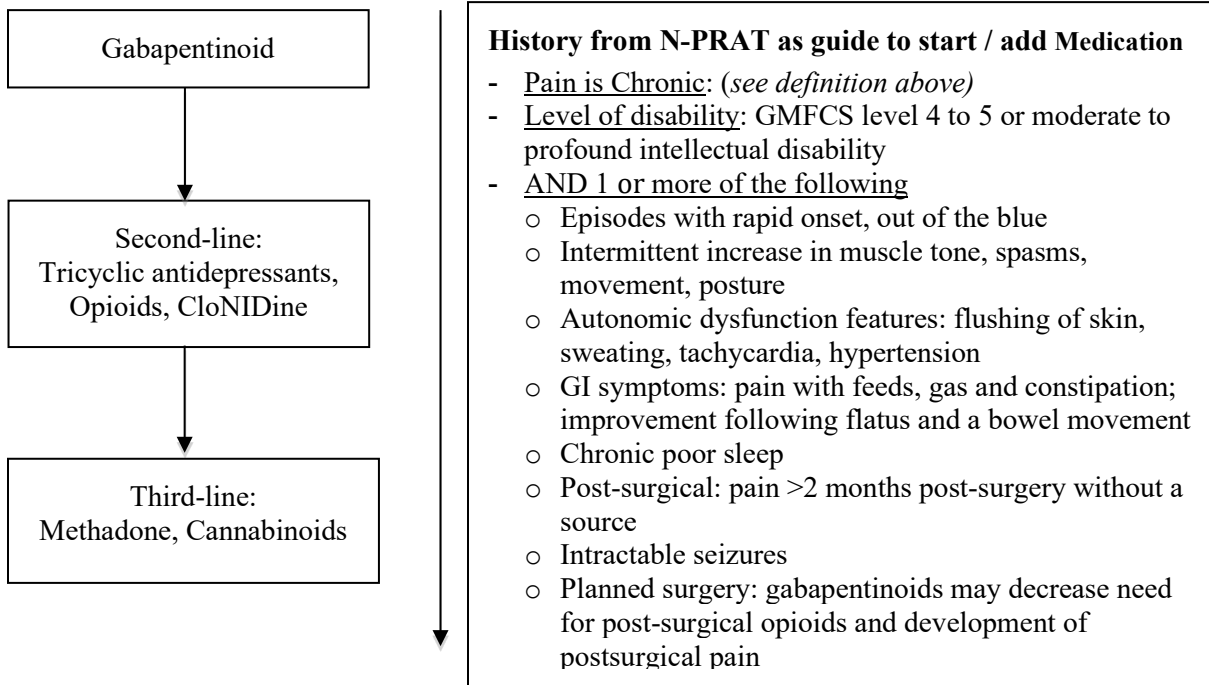 Gabapentinoid
Second-line:
Tricyclic antidepressants,
Opioids, CloNIDine
Third-line:
Methadone, Cannabinoids
History from N-PRAT as guide to start / add Medication
- Pain is Chronic: (see definition above)
- Level of disability: GMFCS level 4 to 5 or moderate to
profound intellectual disability
- AND 1 or more of the following
o Episodes with rapid onset, out of the blue
o Intermittent increase in muscle tone, spasms,
movement, posture
o Autonomic dysfunction features: flushing of skin,
sweating, tachycardia, hypertension
o GI symptoms: pain with feeds, gas and constipation;
improvement following flatus and a bowel movement
o Chronic poor sleep
o Post-surgical: pain >2 months post-surgery without a
source
o Intractable seizures
o Planned surgery: gabapentinoids may decrease need
for post-surgical opioids and development of
postsurgical pain